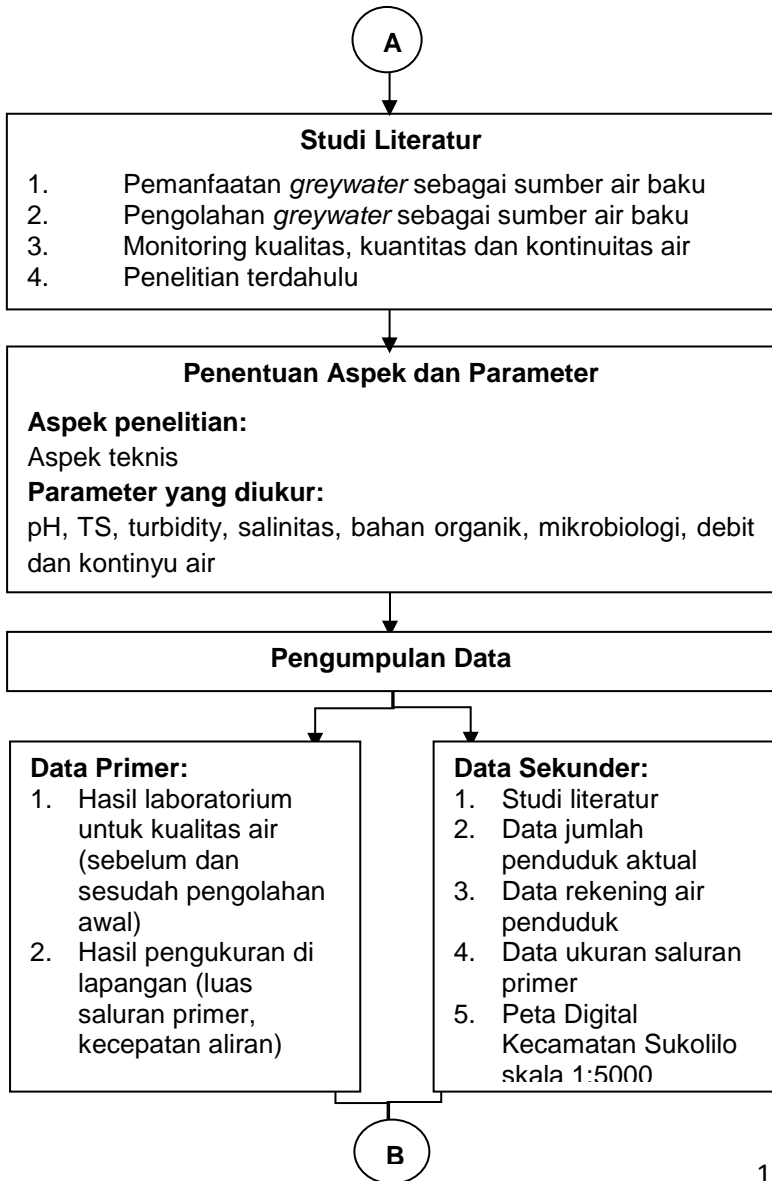 A
Studi Literatur
1. Pemanfaatan greywater sebagai sumber air baku
2. Pengolahan greywater sebagai sumber air baku
3. Monitoring kualitas, kuantitas dan kontinuitas air
4. Penelitian terdahulu
Penentuan Aspek dan Parameter
Aspek penelitian:
Aspek teknis
Parameter yang diukur:
pH, TS, turbidity, salinitas, bahan organik, mikrobiologi, debit
dan kontinyu air
Pengumpulan Data
Data Primer:
1. Hasil laboratorium
untuk kualitas air
(sebelum dan
sesudah pengolahan
awal)
2. Hasil pengukuran di
lapangan (luas
saluran primer,
kecepatan aliran)
Data Sekunder:
1. Studi literatur
2. Data jumlah
penduduk aktual
3. Data rekening air
penduduk
4. Data ukuran saluran
primer
5. Peta Digital
Kecamatan Sukolilo
skala 1:5000
B
1